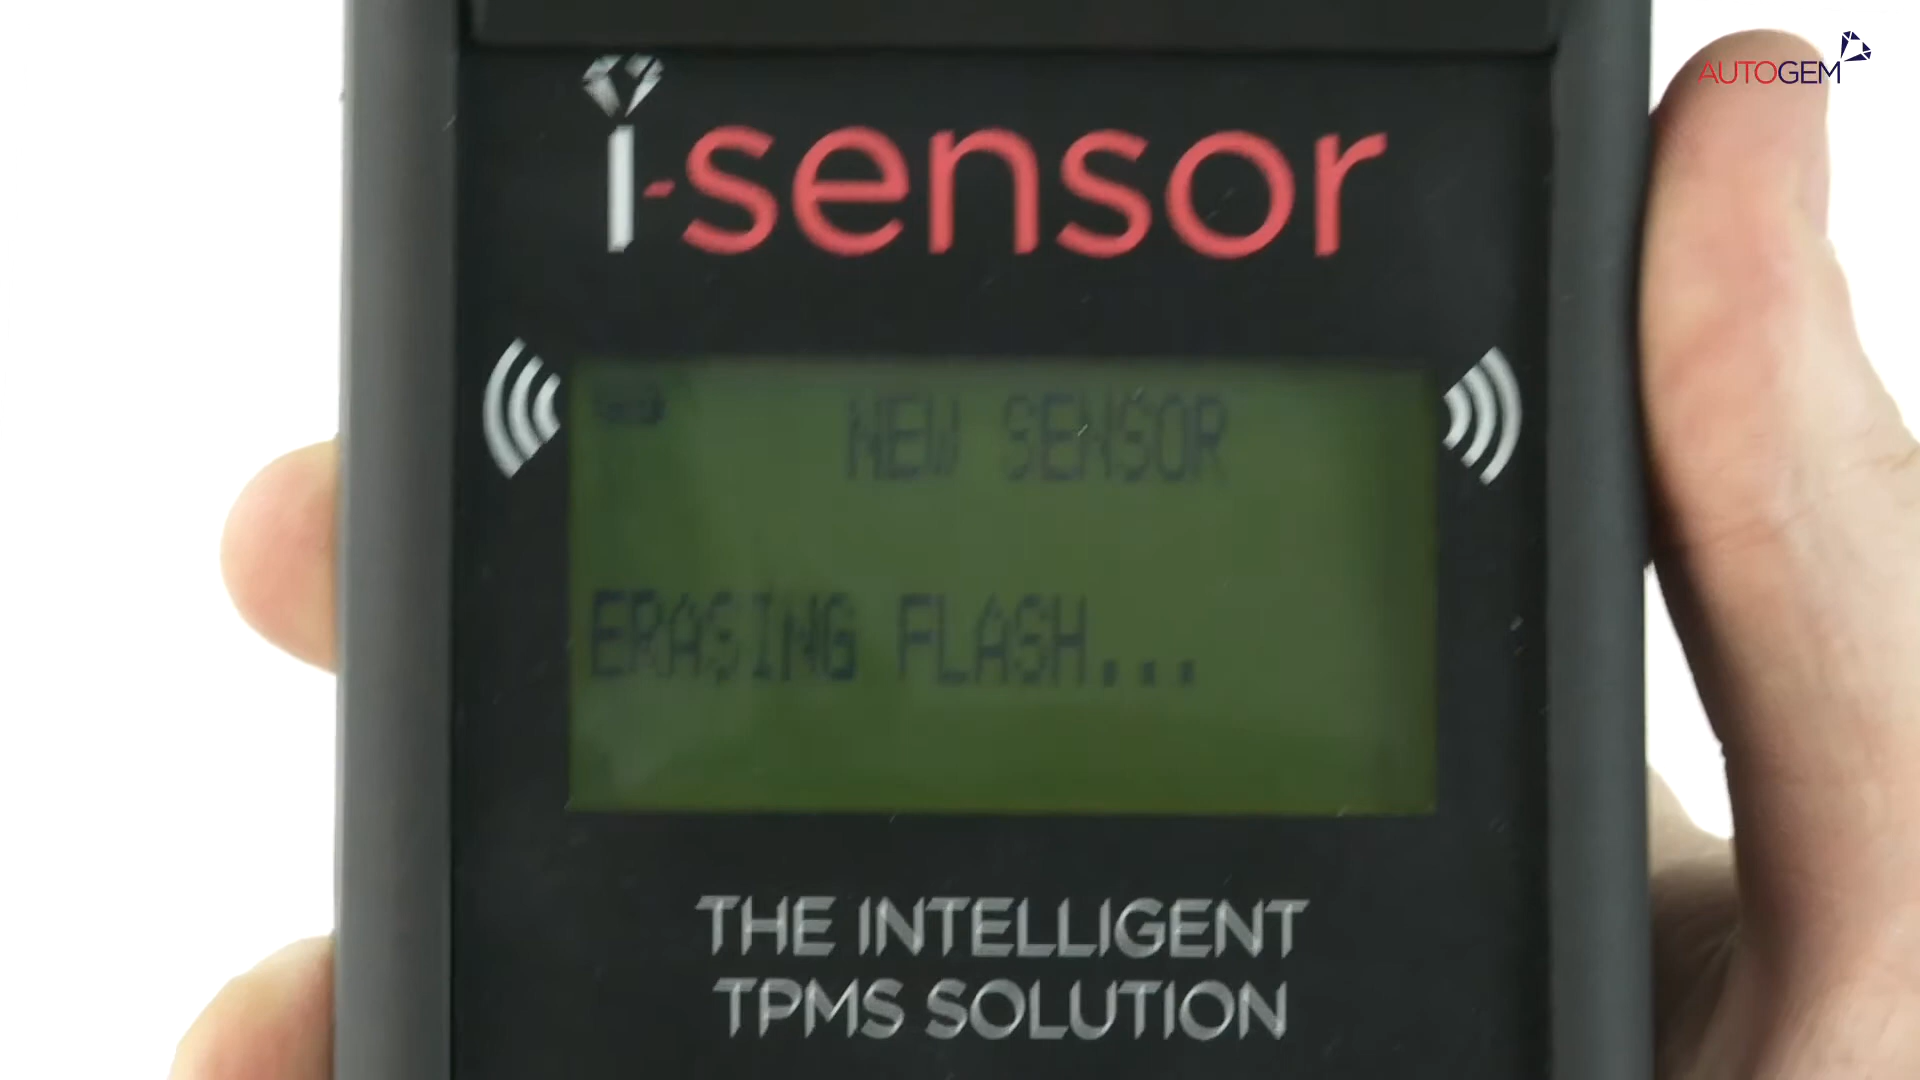 AUTOGEM
i-sensor
NEW SENSOR
ERASING FLASH...
THE INTELLIGENT
TPMS SOLUTION